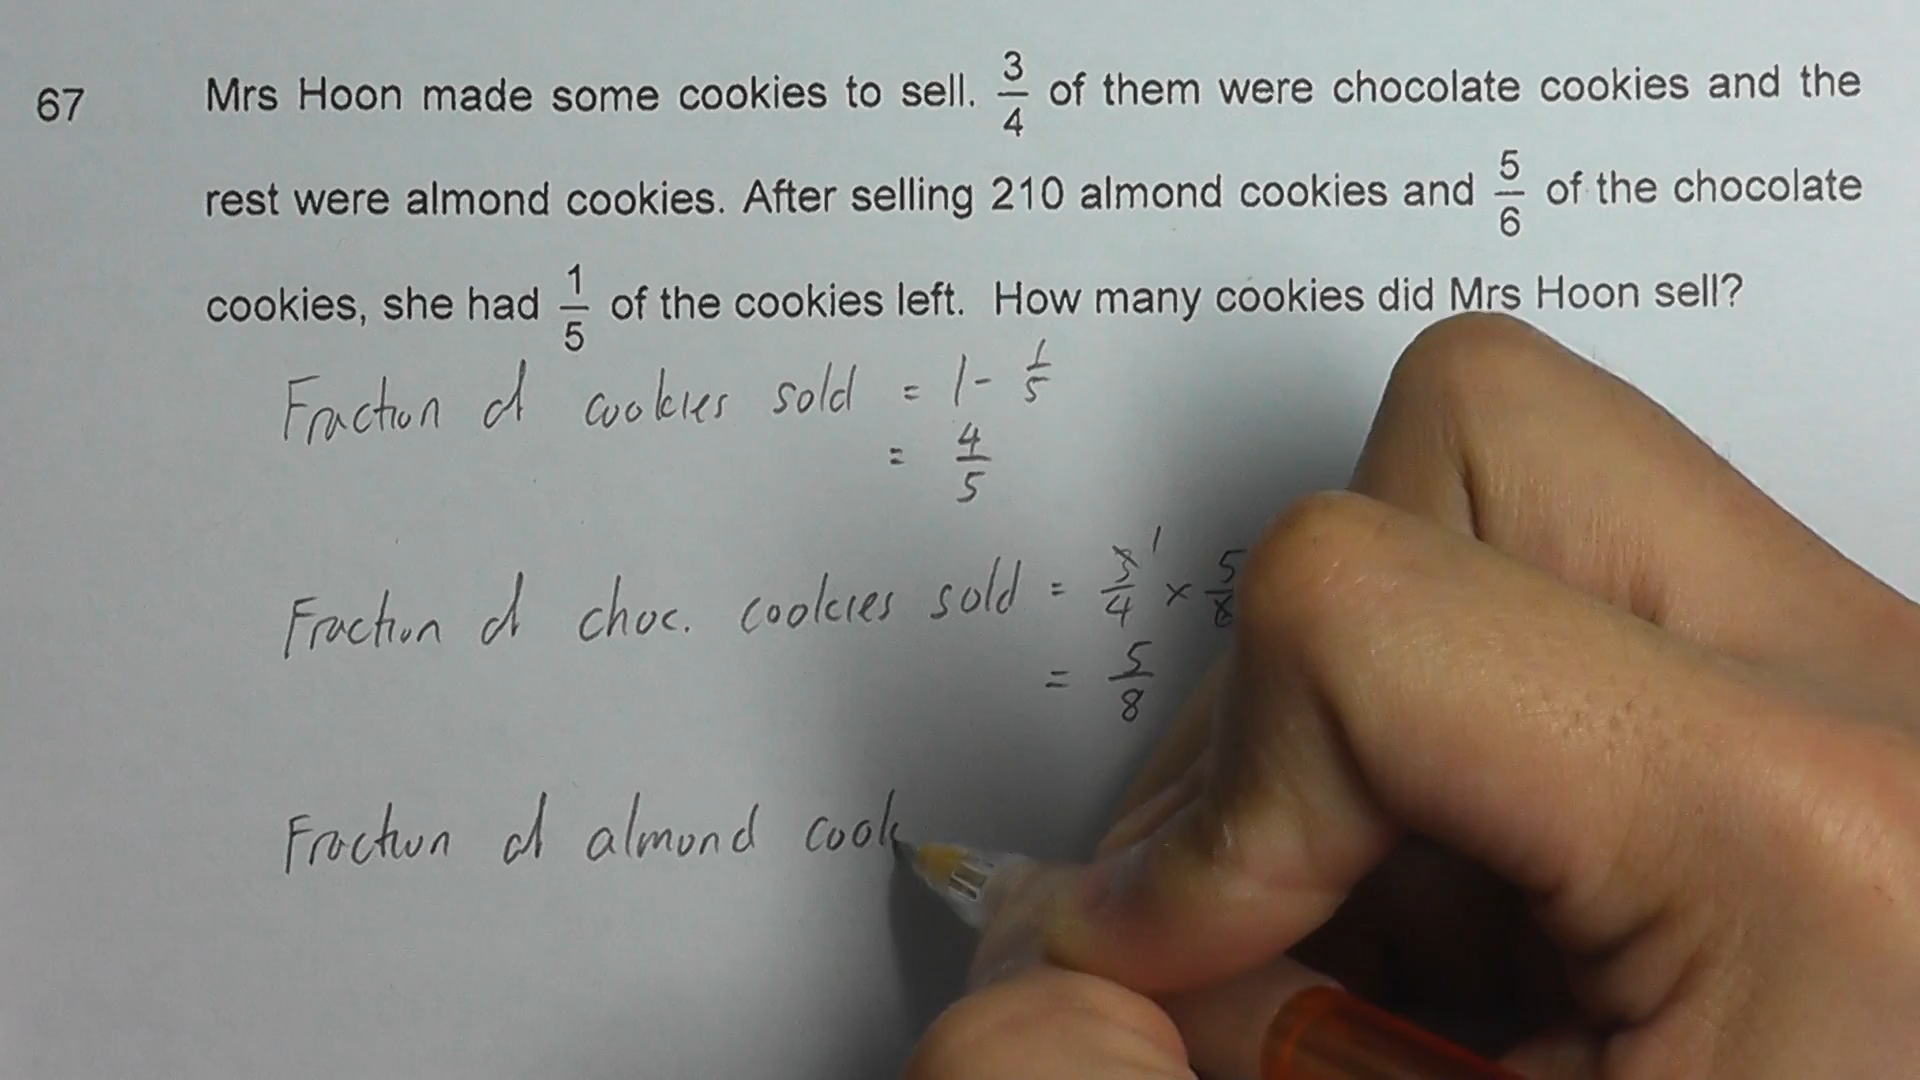 67 Mrs Hoon made some cookies to sell. 3/4 of them were chocolate cookies and the
rest were almond cookies. After selling 210 almond cookies and 5/6 of the chocolate
cookies, she had 1/5 of the cookies left. How many cookies did Mrs Hoon sell?
Fraction of cookies sold = 1 - 1/5
= 4/5
Fraction of choc. cookies sold = 3/4 1 × 5/6
= 5/8
Fraction of almond cook